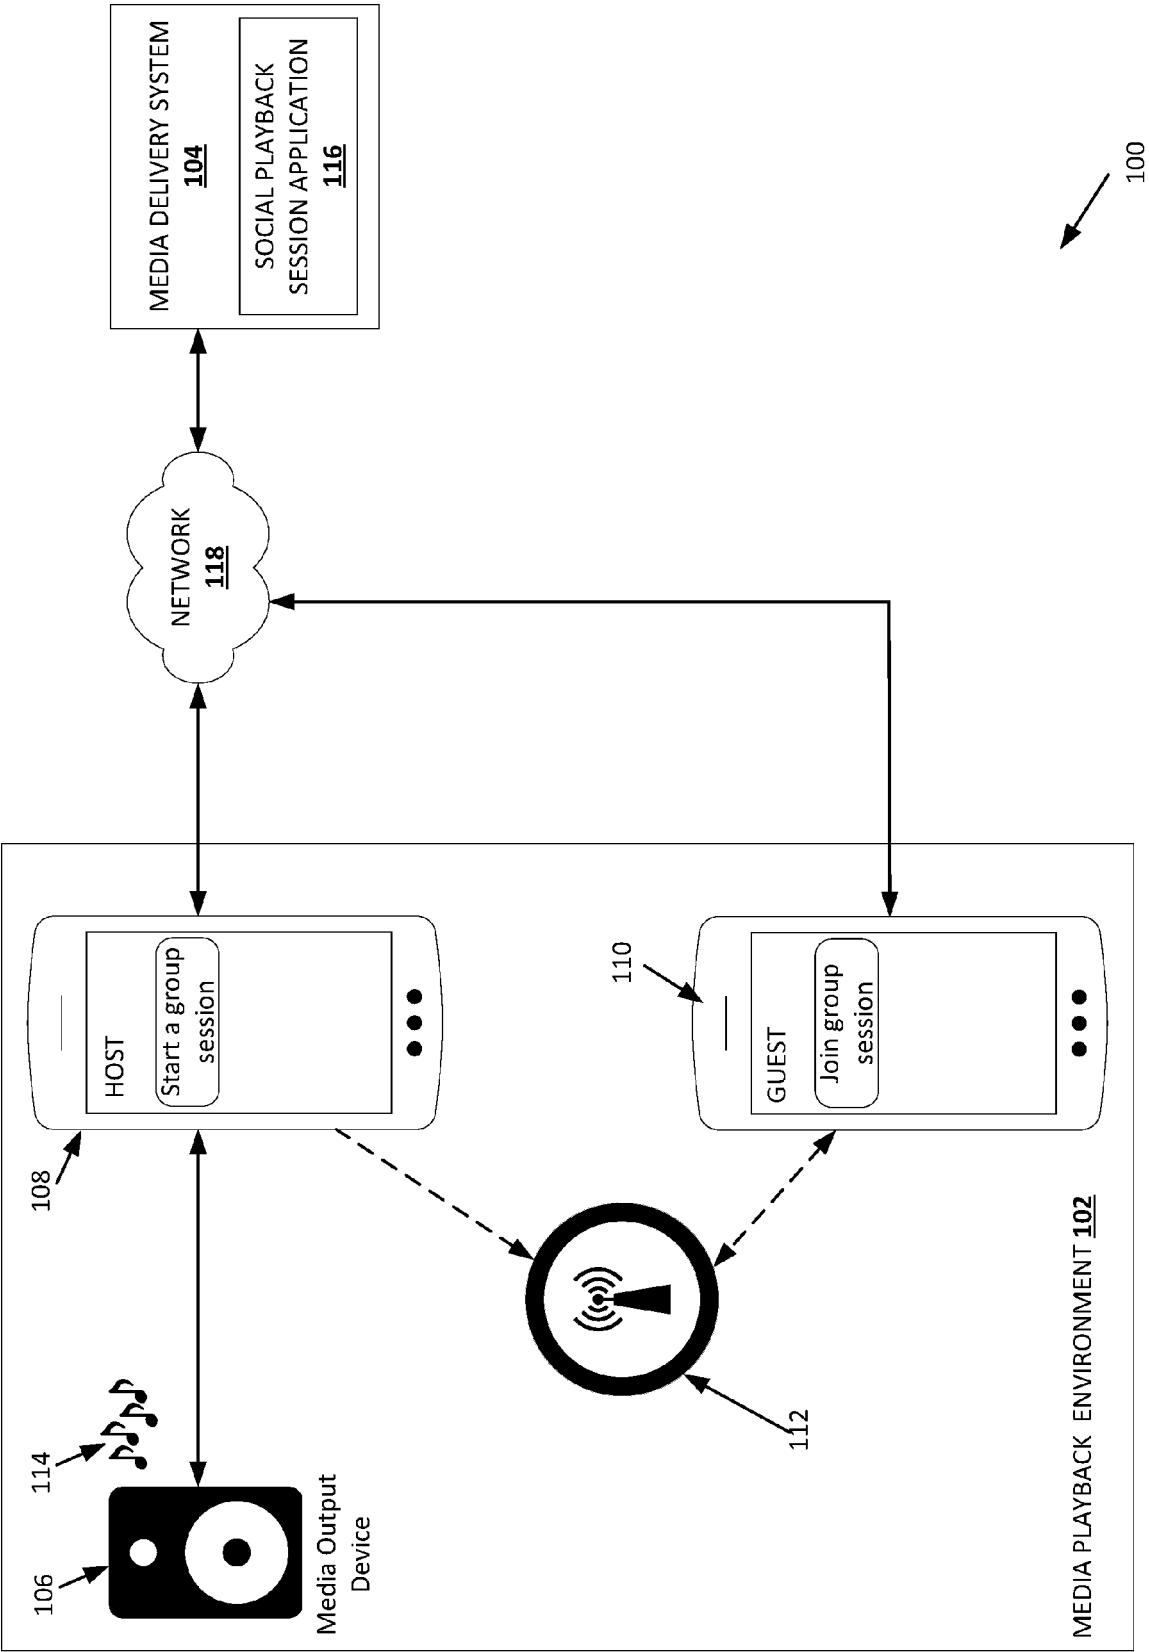 106
114
Media Output
Device
108
HOST
Start a group
session
112
110
GUEST
Join group
session
MEDIA PLAYBACK ENVIRONMENT 102
NETWORK
118
MEDIA DELIVERY SYSTEM
104
SOCIAL PLAYBACK
SESSION APPLICATION
116
100